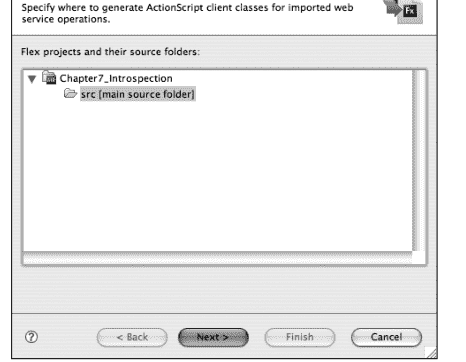 Specify where to generate ActionScript client classes for imported web
service operations.
Fx
Flex projects and their source folders:
Chapter7_Introspection
src [main source folder]
?
< Back
Next >
Finish
Cancel